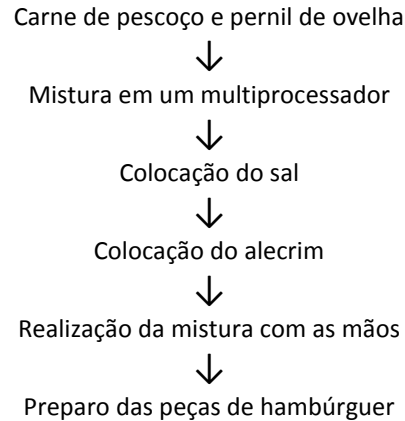 Carne de pescoço e pernil de ovelha
Mistura em um multiprocessador
Colocação do sal
Colocação do alecrim
Realização da mistura com as mãos
Preparo das peças de hambúrguer